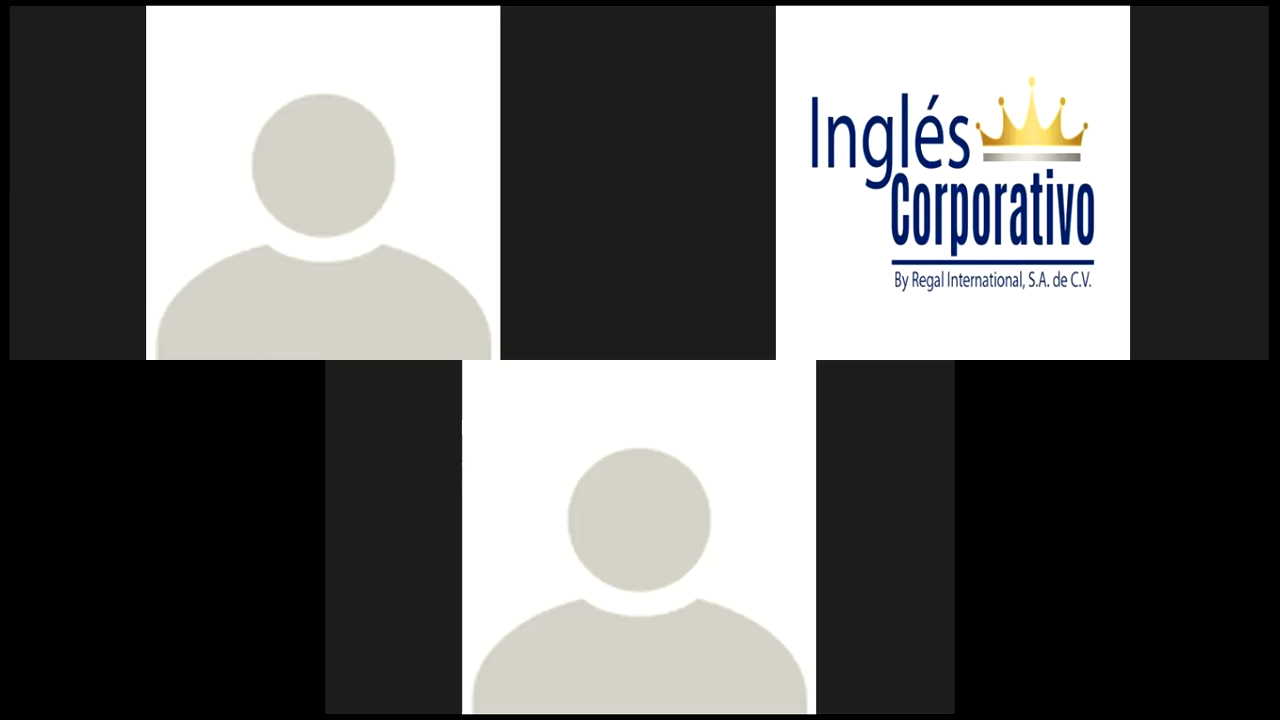 Inglés
Corporativo
By Regal International, S.A. de C.V.